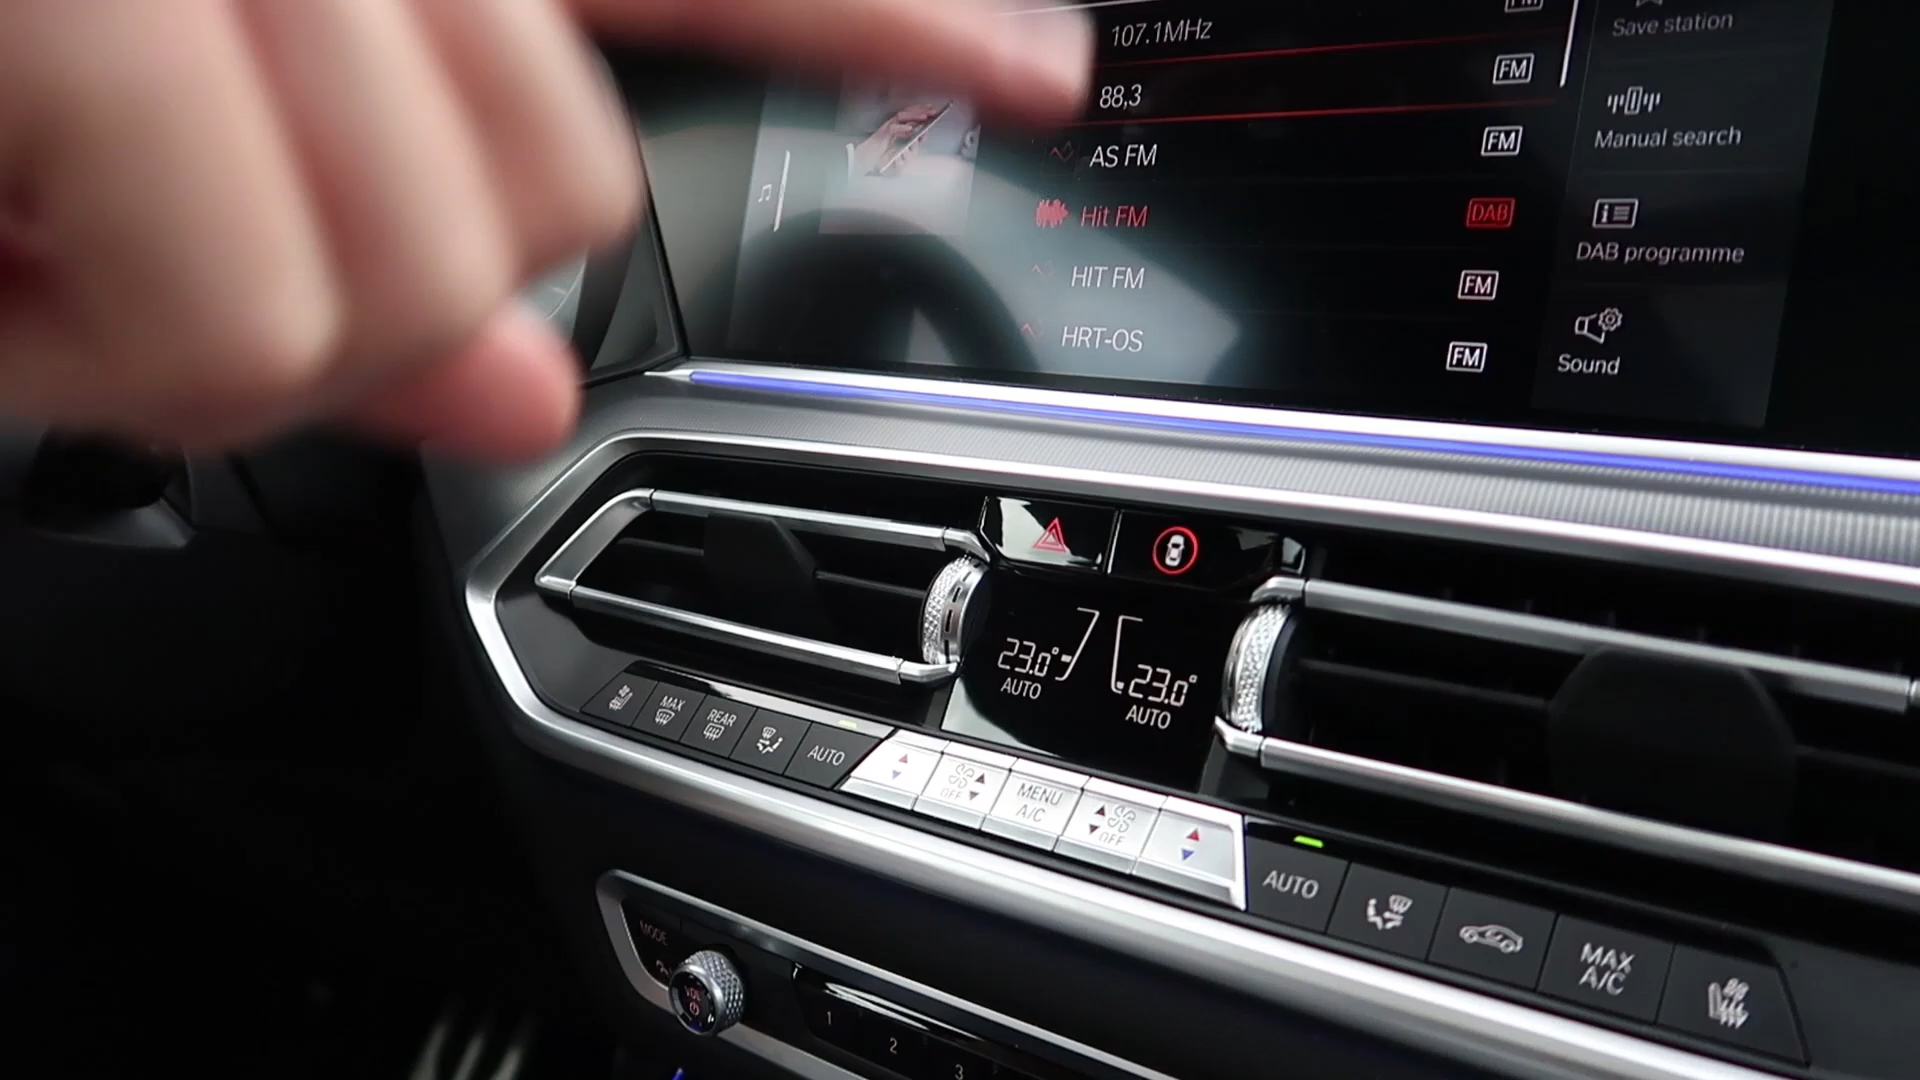 FM
107.1MHz
Save station
88,3
FM
AS FM
FM
Manual search
Hit FM
DAB
HIT FM
FM
DAB programme
HRT-OS
FM
Sound
23.0°
AUTO
23.0°
AUTO
MAX
REAR
AUTO
OFF
MENU
A/C
OFF
AUTO
MAX
A/C
MODE
VOL
1
2
3